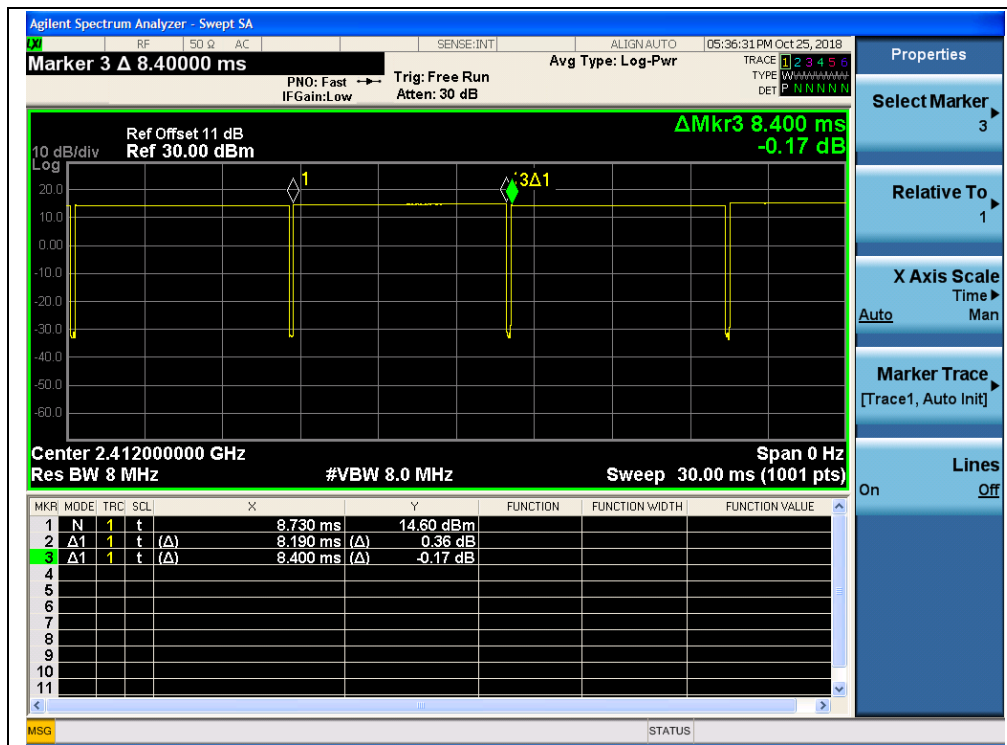 Agilent Spectrum Analyzer - Swept SA
LXI RF 50 Ω AC SENSE:INT ALIGN AUTO 05:36:31 PM Oct 25, 2018
Marker 3 Δ 8.40000 ms
PNO: Fast
IFGain:Low
Trig: Free Run
Atten: 30 dB
Avg Type: Log-Pwr
TRACE 1 2 3 4 5 6
TYPE WWWWWW
DET P N N N N N
Ref Offset 11 dB
10 dB/div Ref 30.00 dBm
Log
ΔMkr3 8.400 ms
-0.17 dB
1
3Δ1
20.0
10.0
0.00
-10.0
-20.0
-30.0
-40.0
-50.0
-60.0
Center 2.412000000 GHz Span 0 Hz
Res BW 8 MHz #VBW 8.0 MHz Sweep 30.00 ms (1001 pts)
MKR MODE TRC SCL X Y FUNCTION FUNCTION WIDTH FUNCTION VALUE
1 N 1 t 8.730 ms 14.60 dBm
2 Δ1 1 t (Δ) 8.190 ms (Δ) 0.36 dB
3 Δ1 1 t (Δ) 8.400 ms (Δ) -0.17 dB
4
5
6
7
8
9
10
11
MSG STATUS
Properties
Select Marker
3
Relative To
1
X Axis Scale
Time
Auto Man
Marker Trace
[Trace1, Auto Init]
Lines
On Off